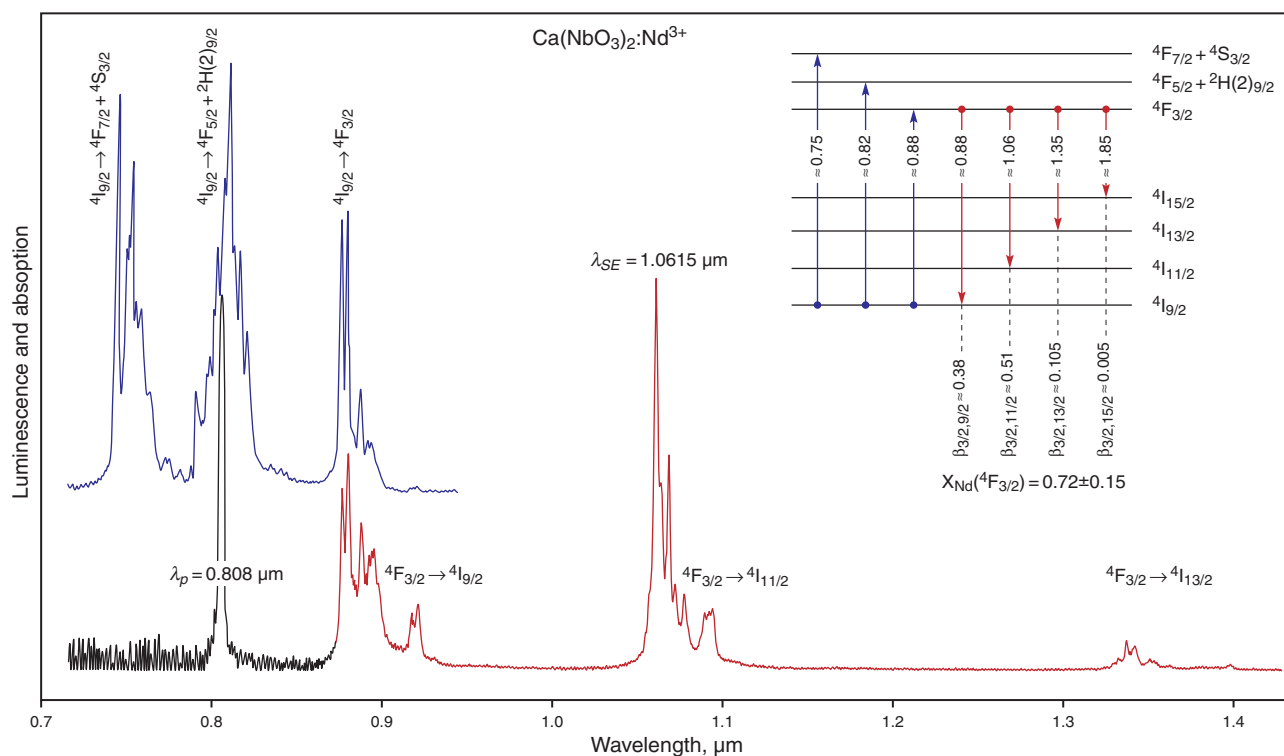 Ca(NbO₃)₂:Nd³⁺
⁴I₉/₂ → ⁴F₇/₂ + ⁴S₃/₂
⁴I₉/₂ → ⁴F₅/₂ + ²H(2)₉/₂
⁴I₉/₂ → ⁴F₃/₂
⁴F₇/₂ + ⁴S₃/₂
⁴F₅/₂ + ²H(2)₉/₂
⁴F₃/₂
≈ 0.75
≈ 0.82
≈ 0.88
≈ 0.88
≈ 1.06
≈ 1.35
≈ 1.85
⁴I₁₅/₂
⁴I₁₃/₂
⁴I₁₁/₂
⁴I₉/₂
β₃/₂,₉/₂ ≈ 0.38
β₃/₂,₁₁/₂ ≈ 0.51
β₃/₂,₁₃/₂ ≈ 0.105
β₃/₂,₁₅/₂ ≈ 0.005
X_Nd(⁴F₃/₂) = 0.72±0.15
λ_SE = 1.0615 µm
λ_p = 0.808 µm
⁴F₃/₂ → ⁴I₉/₂
⁴F₃/₂ → ⁴I₁₁/₂
⁴F₃/₂ → ⁴I₁₃/₂
Luminescence and absoption
0.7 0.8 0.9 1.0 1.1 1.2 1.3 1.4
Wavelength, µm